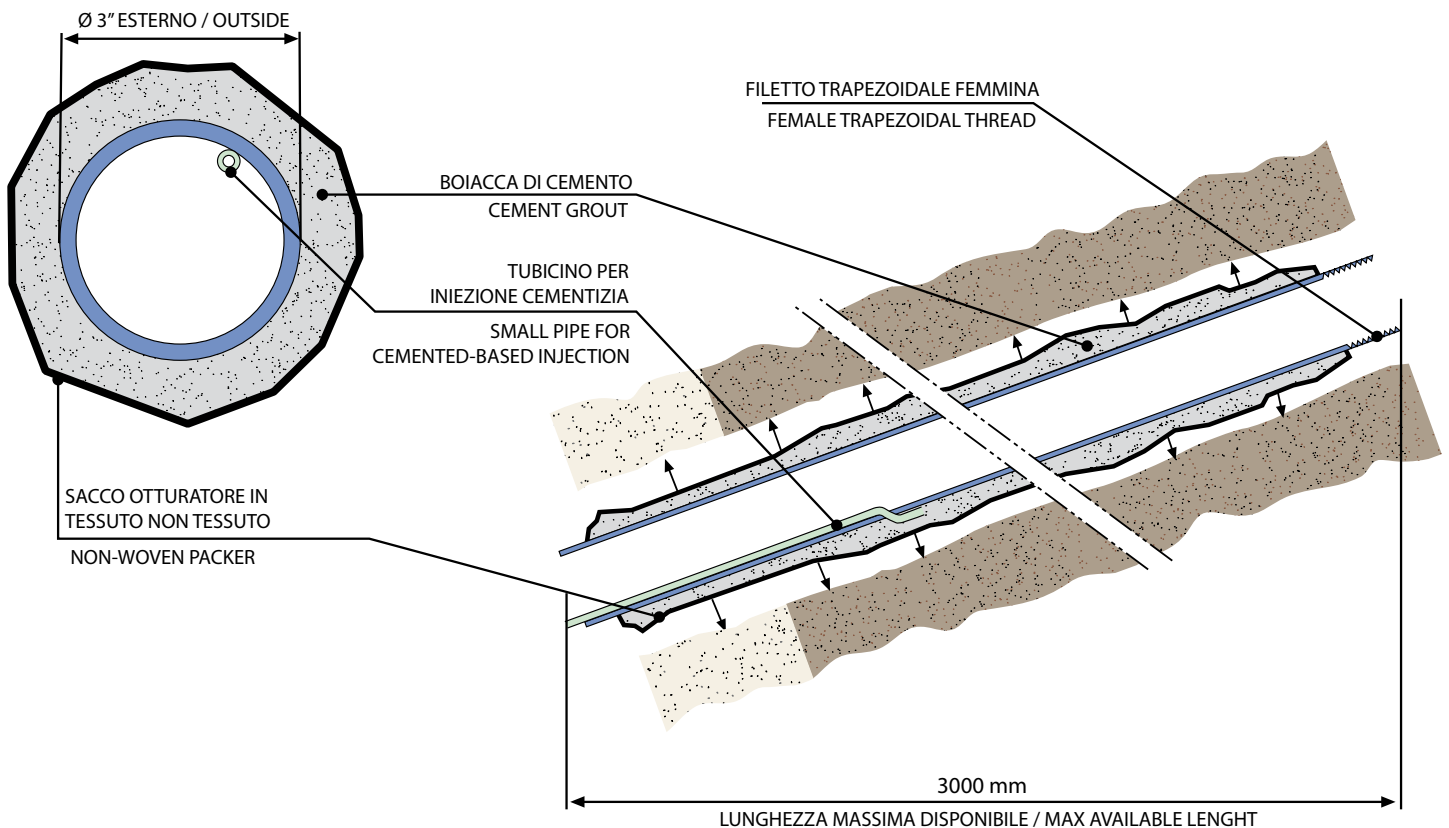 Ø 3” ESTERNO / OUTSIDE
FILETTO TRAPEZOIDALE FEMMINA
FEMALE TRAPEZOIDAL THREAD
BOIACCA DI CEMENTO
CEMENT GROUT
TUBICINO PER
INIEZIONE CEMENTIZIA
SMALL PIPE FOR
CEMENTED-BASED INJECTION
SACCO OTTURATORE IN
TESSUTO NON TESSUTO
NON-WOVEN PACKER
3000 mm
LUNGHEZZA MASSIMA DISPONIBILE / MAX AVAILABLE LENGHT